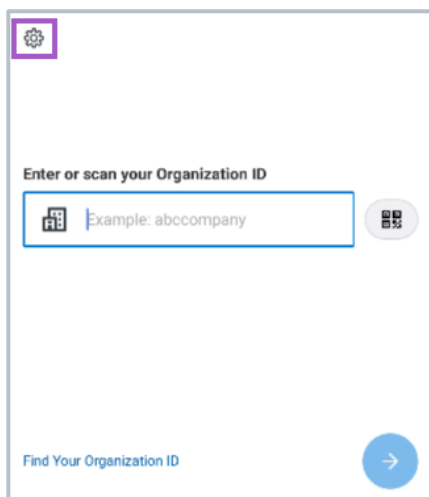 Enter or scan your Organization ID
Example: abccompany
Find Your Organization ID